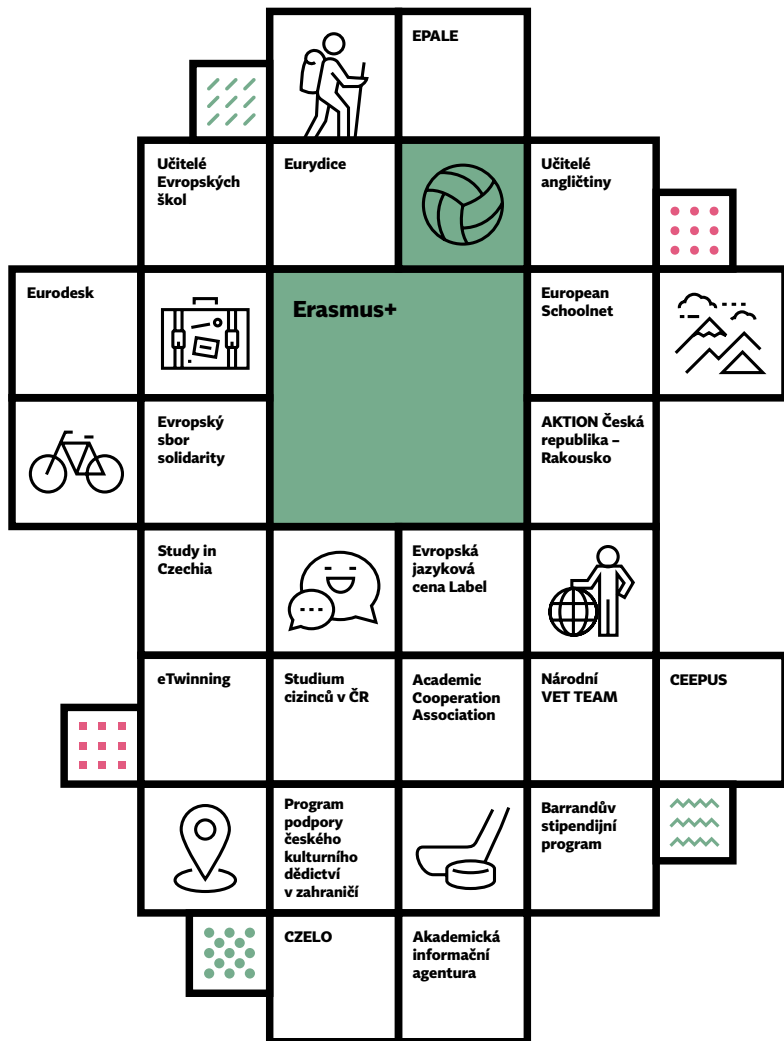 EPALE
Učitelé
Evropských
škol
Eurydice
Učitelé
angličtiny
Eurodesk
Erasmus+
European
Schoolnet
Evropský
sbor
solidarity
AKTION Česká
republika –
Rakousko
Study in
Czechia
Evropská
jazyková
cena Label
eTwinning
Studium
cizinců v ČR
Academic
Cooperation
Association
Národní
VET TEAM
CEEPUS
Program
podpory
českého
kulturního
dědictví
v zahraničí
Barrandův
stipendijní
program
CZELO
Akademická
informační
agentura